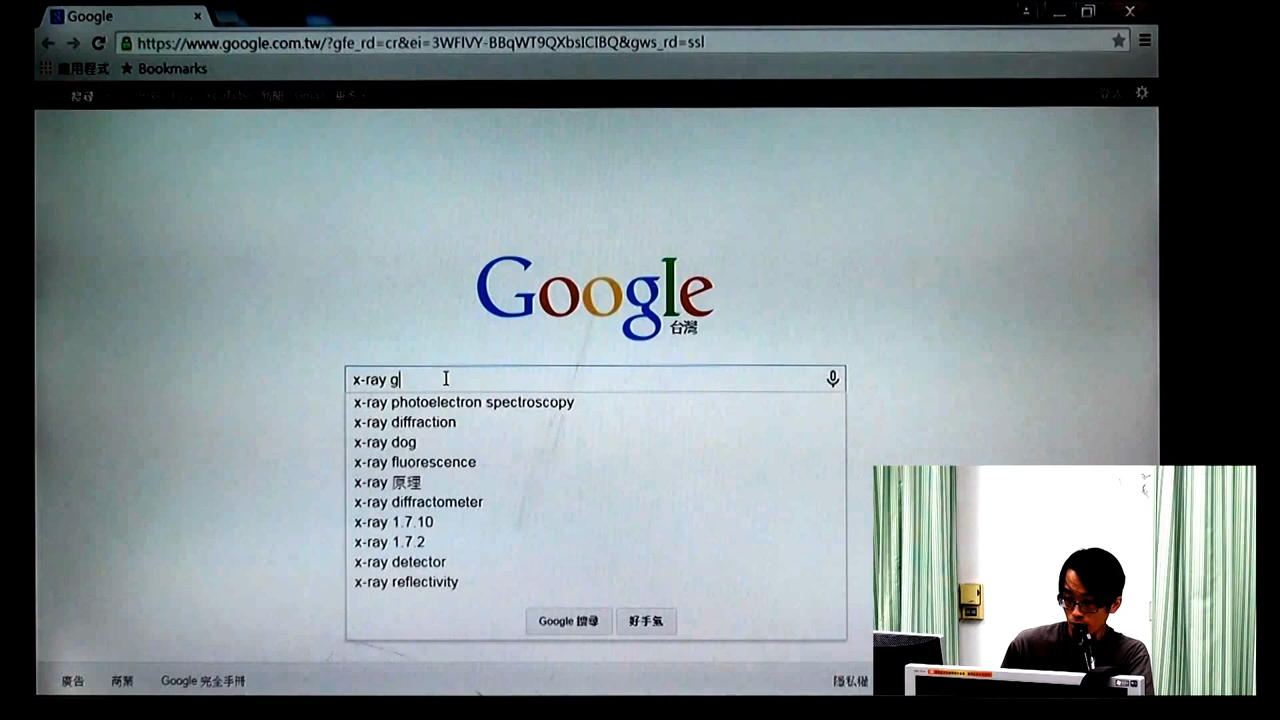 Google
https://www.google.com.tw/?gfe_rd=cr&ei=3WFIVY-BBqWT9QXbsICIBQ&gws_rd=ssl
應用程式 Bookmarks
搜尋
Google
台灣
x-ray g
x-ray photoelectron spectroscopy
x-ray diffraction
x-ray dog
x-ray fluorescence
x-ray 原理
x-ray diffractometer
x-ray 1.7.10
x-ray 1.7.2
x-ray detector
x-ray reflectivity
Google 搜尋 好手氣
廣告 商業 Google 完全手冊 隱私權